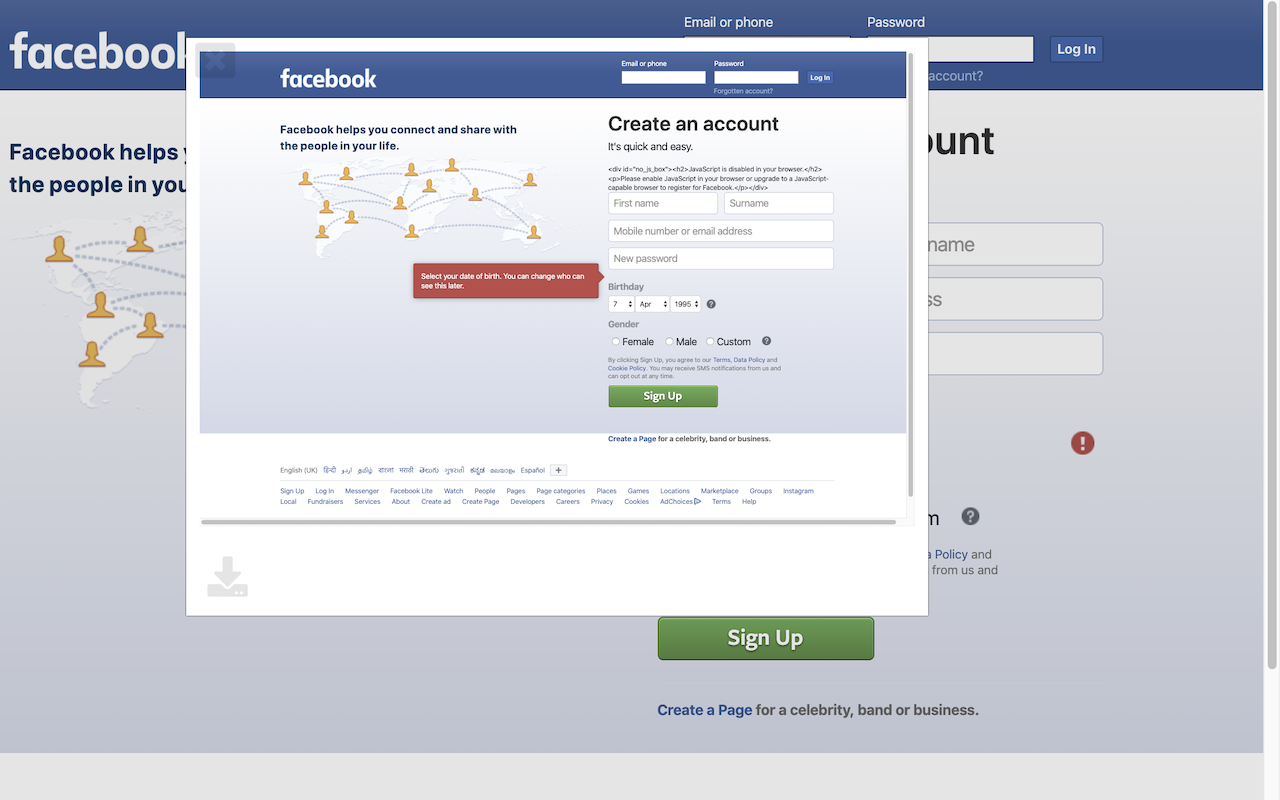 Email or phone
Password
facebook
Log In
account?
Facebook helps y
the people in you
ount
name
ss
m
a Policy and
from us and
Sign Up
Create a Page for a celebrity, band or business.
Email or phone
Password
facebook
Log In
Forgotten account?
Facebook helps you connect and share with
the people in your life.
Create an account
It's quick and easy.
<div id="no_js_box"><h2>JavaScript is disabled in your browser.</h2>
<p>Please enable JavaScript in your browser or upgrade to a JavaScript-
capable browser to register for Facebook.</p></div>
First name
Surname
Mobile number or email address
New password
Select your date of birth. You can change who can
see this later.
Birthday
7 Apr 1995 ?
Gender
Female Male Custom ?
By clicking Sign Up, you agree to our Terms, Data Policy and
Cookie Policy. You may receive SMS notifications from us and
can opt out at any time.
Sign Up
Create a Page for a celebrity, band or business.
English (UK) हिन्दी اردو தமிழ் বাংলা मराठी తెలుగు ગુજરાતી ಕನ್ನಡ മലയാളം Español +
Sign Up Log In Messenger Facebook Lite Watch People Pages Page categories Places Games Locations Marketplace Groups Instagram
Local Fundraisers Services About Create ad Create Page Developers Careers Privacy Cookies AdChoices Terms Help